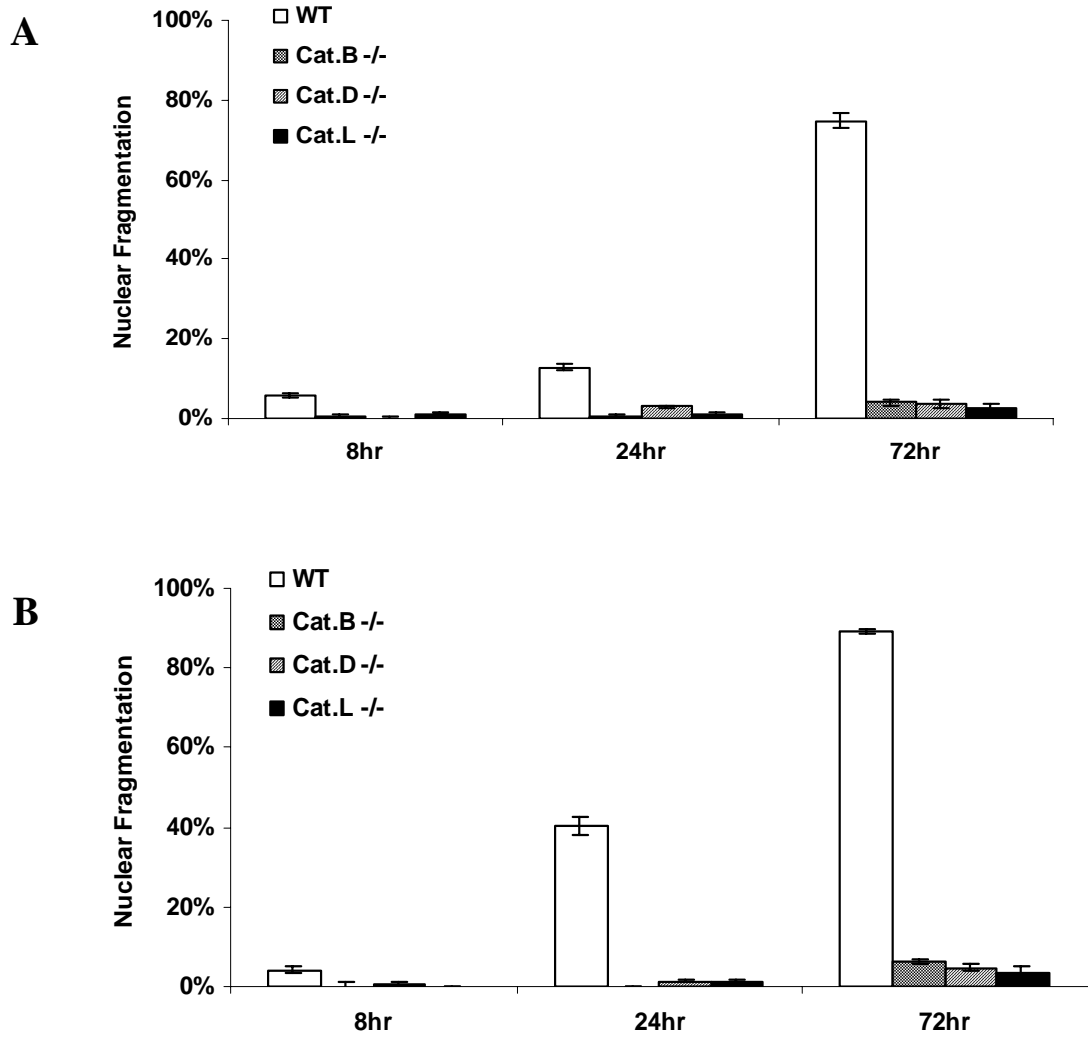 A
Nuclear Fragmentation
100%
80%
60%
40%
20%
0%
WT
Cat.B -/-
Cat.D -/-
Cat.L -/-
8hr 24hr 72hr
B
Nuclear Fragmentation
100%
80%
60%
40%
20%
0%
WT
Cat.B -/-
Cat.D -/-
Cat.L -/-
8hr 24hr 72hr